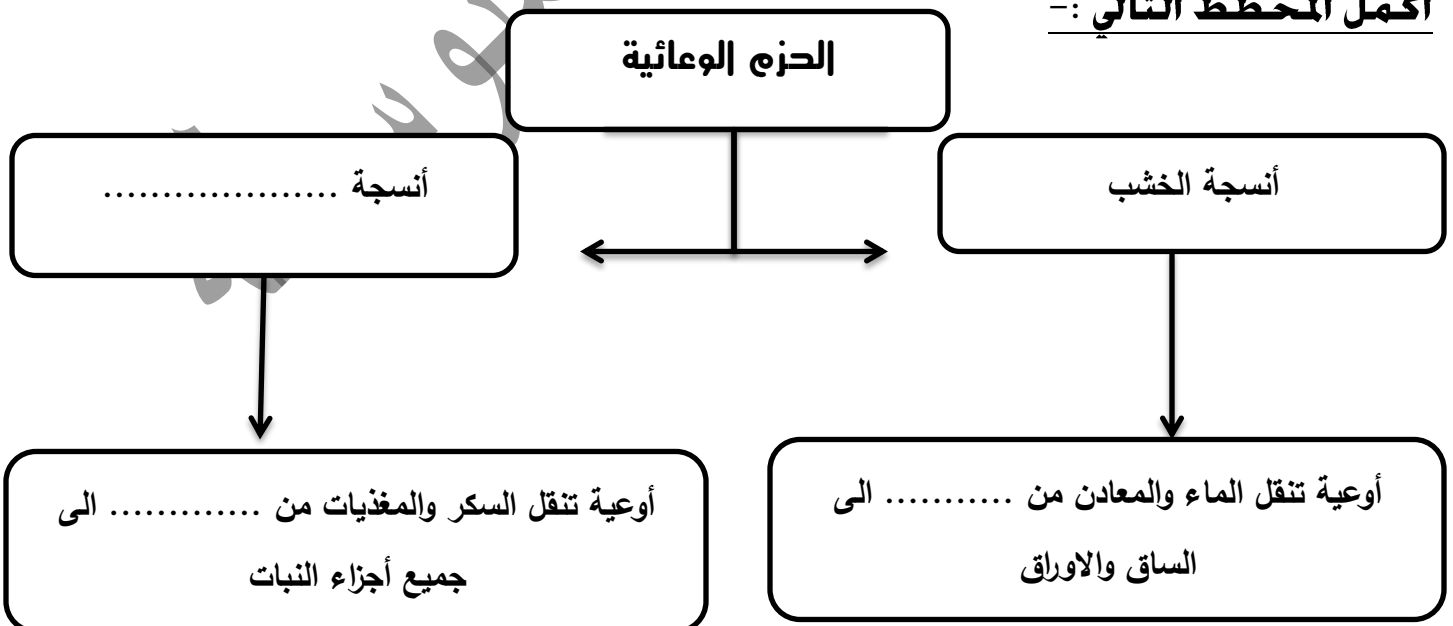 أكمل المخطط التالي :-
الحزم الوعائية
أنسجة الخشب
أنسجة ....................
أوعية تنقل الماء والمعادن من ........... الى
الساق والاوراق
أوعية تنقل السكر والمغذيات من ............. الى
جميع أجزاء النبات